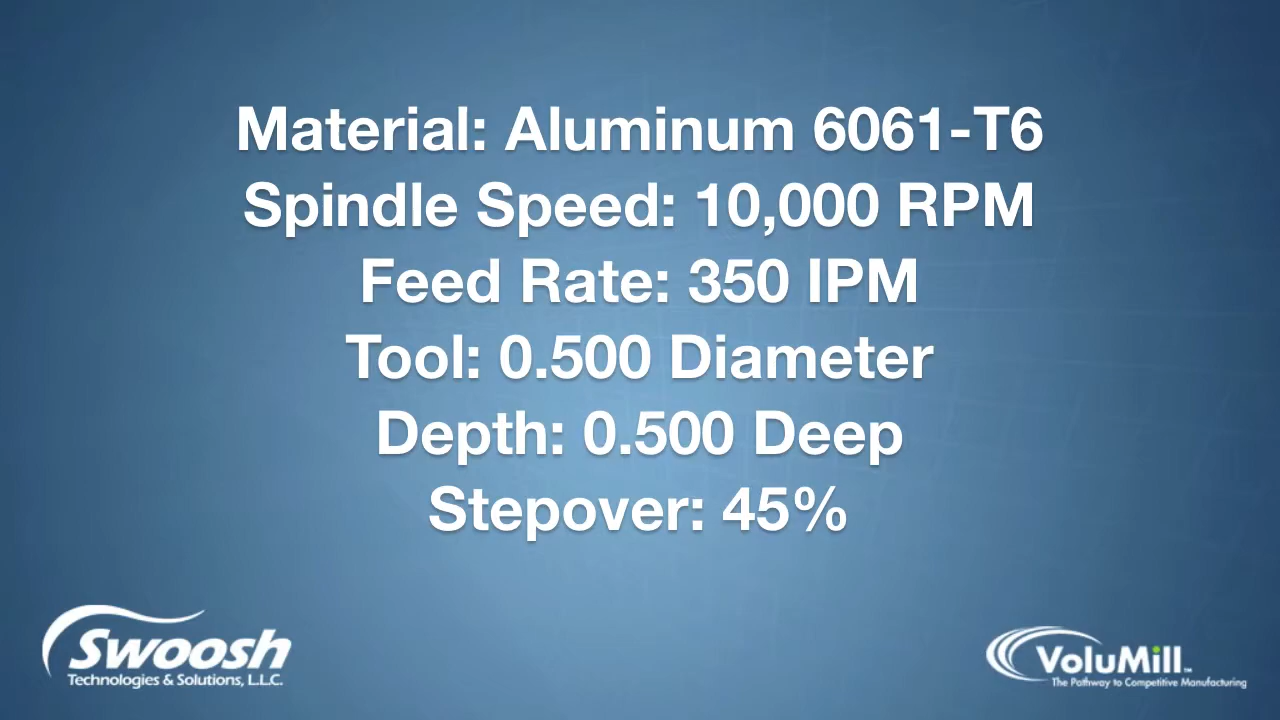 Material: Aluminum 6061-T6
Spindle Speed: 10,000 RPM
Feed Rate: 350 IPM
Tool: 0.500 Diameter
Depth: 0.500 Deep
Stepover: 45%
Swoosh
Technologies & Solutions, L.L.C.
VoluMill™
The Pathway to Competitive Manufacturing